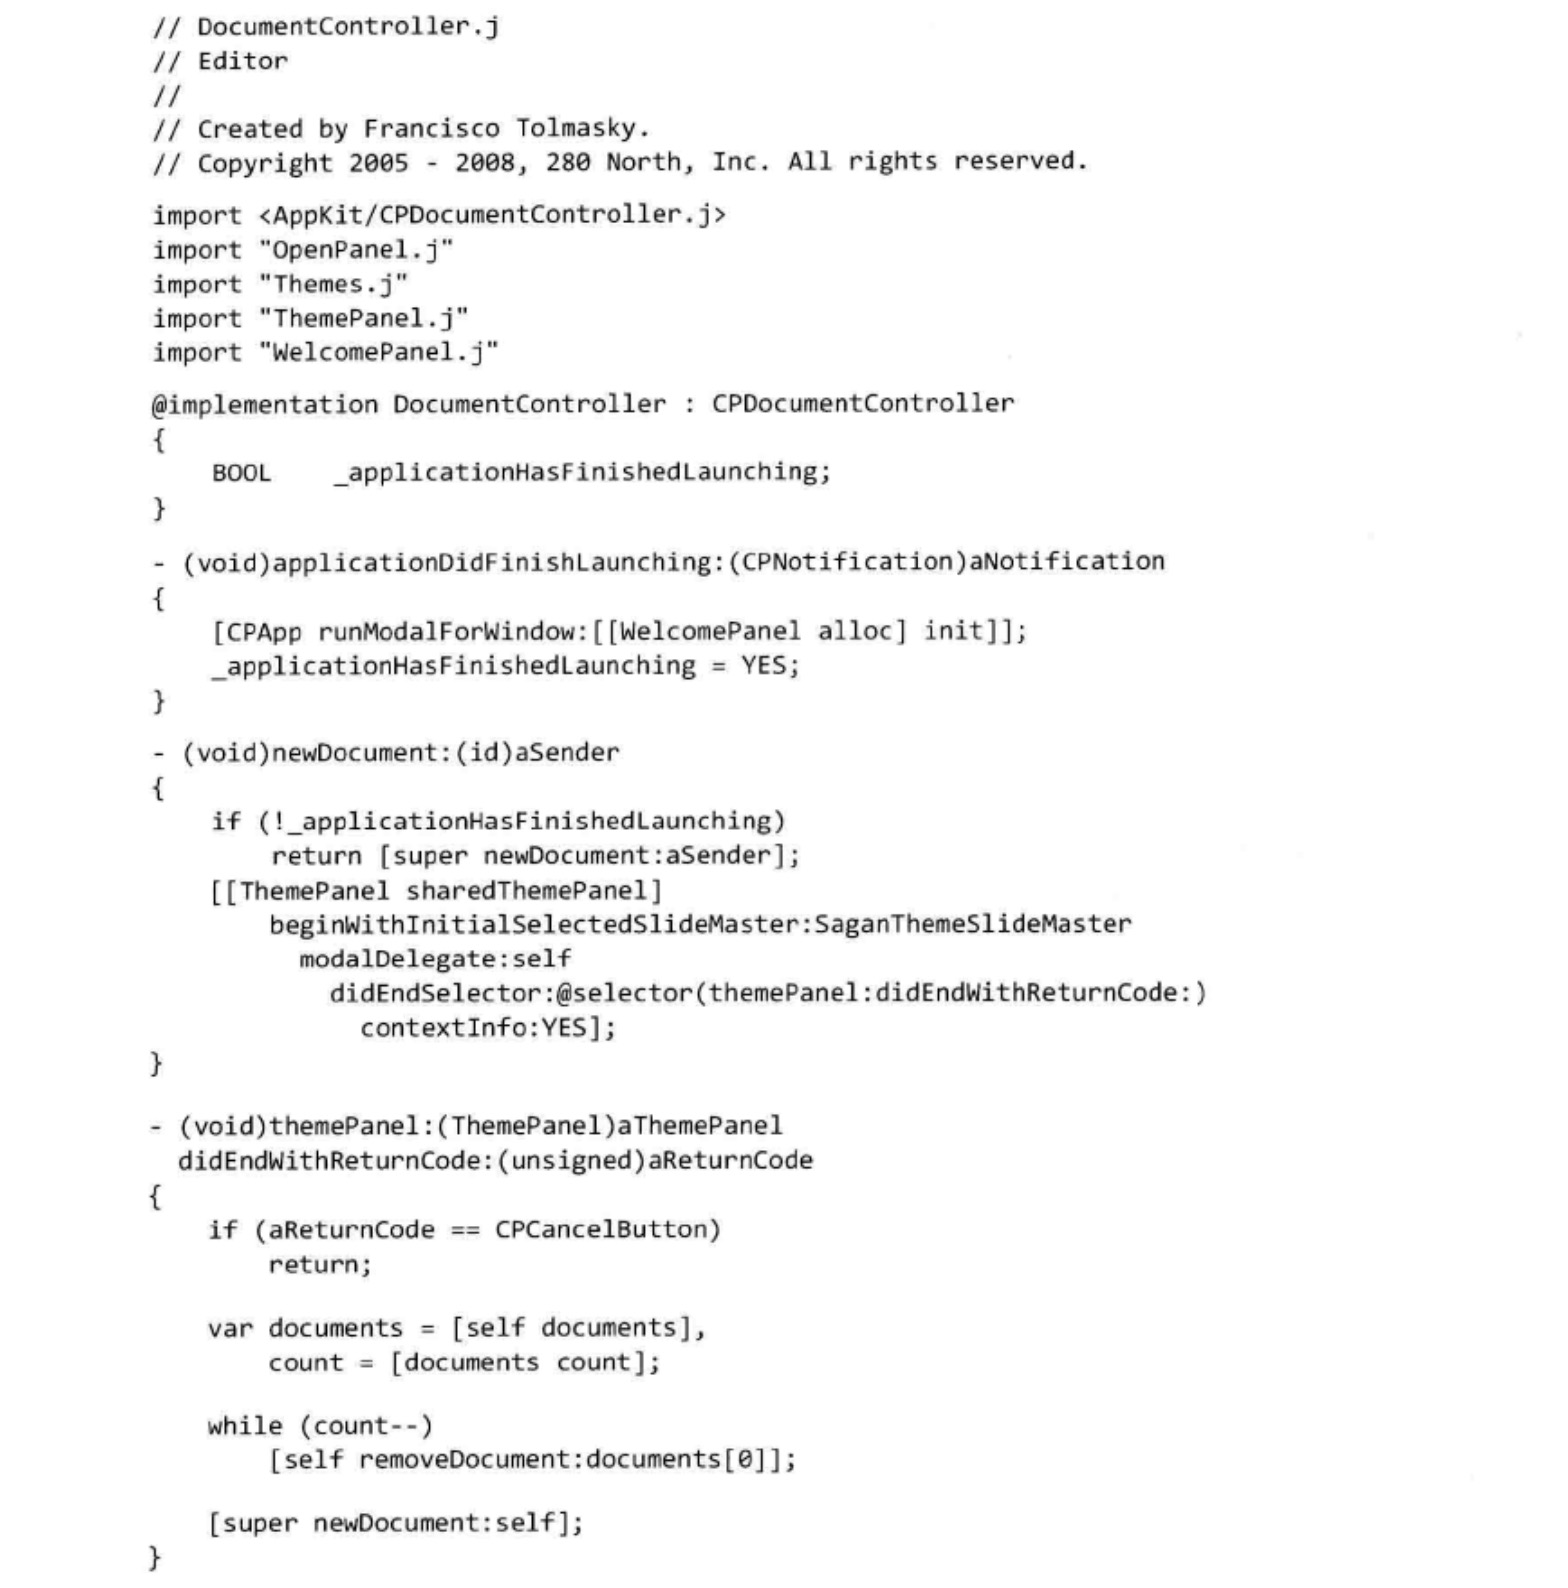 // DocumentController.j
// Editor
//
// Created by Francisco Tolmasky.
// Copyright 2005 - 2008, 280 North, Inc. All rights reserved.
import <AppKit/CPDocumentController.j>
import "OpenPanel.j"
import "Themes.j"
import "ThemePanel.j"
import "WelcomePanel.j"
@implementation DocumentController : CPDocumentController
{
    BOOL    _applicationHasFinishedLaunching;
}
- (void)applicationDidFinishLaunching:(CPNotification)aNotification
{
    [CPApp runModalForWindow:[[WelcomePanel alloc] init]];
    _applicationHasFinishedLaunching = YES;
}
- (void)newDocument:(id)aSender
{
    if (!_applicationHasFinishedLaunching)
        return [super newDocument:aSender];
    [[ThemePanel sharedThemePanel]
        beginWithInitialSelectedSlideMaster:SaganThemeSlideMaster
          modalDelegate:self
            didEndSelector:@selector(themePanel:didEndWithReturnCode:)
              contextInfo:YES];
}
- (void)themePanel:(ThemePanel)aThemePanel
  didEndWithReturnCode:(unsigned)aReturnCode
{
    if (aReturnCode == CPCancelButton)
        return;
    var documents = [self documents],
        count = [documents count];
    while (count--)
        [self removeDocument:documents[0]];
    [super newDocument:self];
}